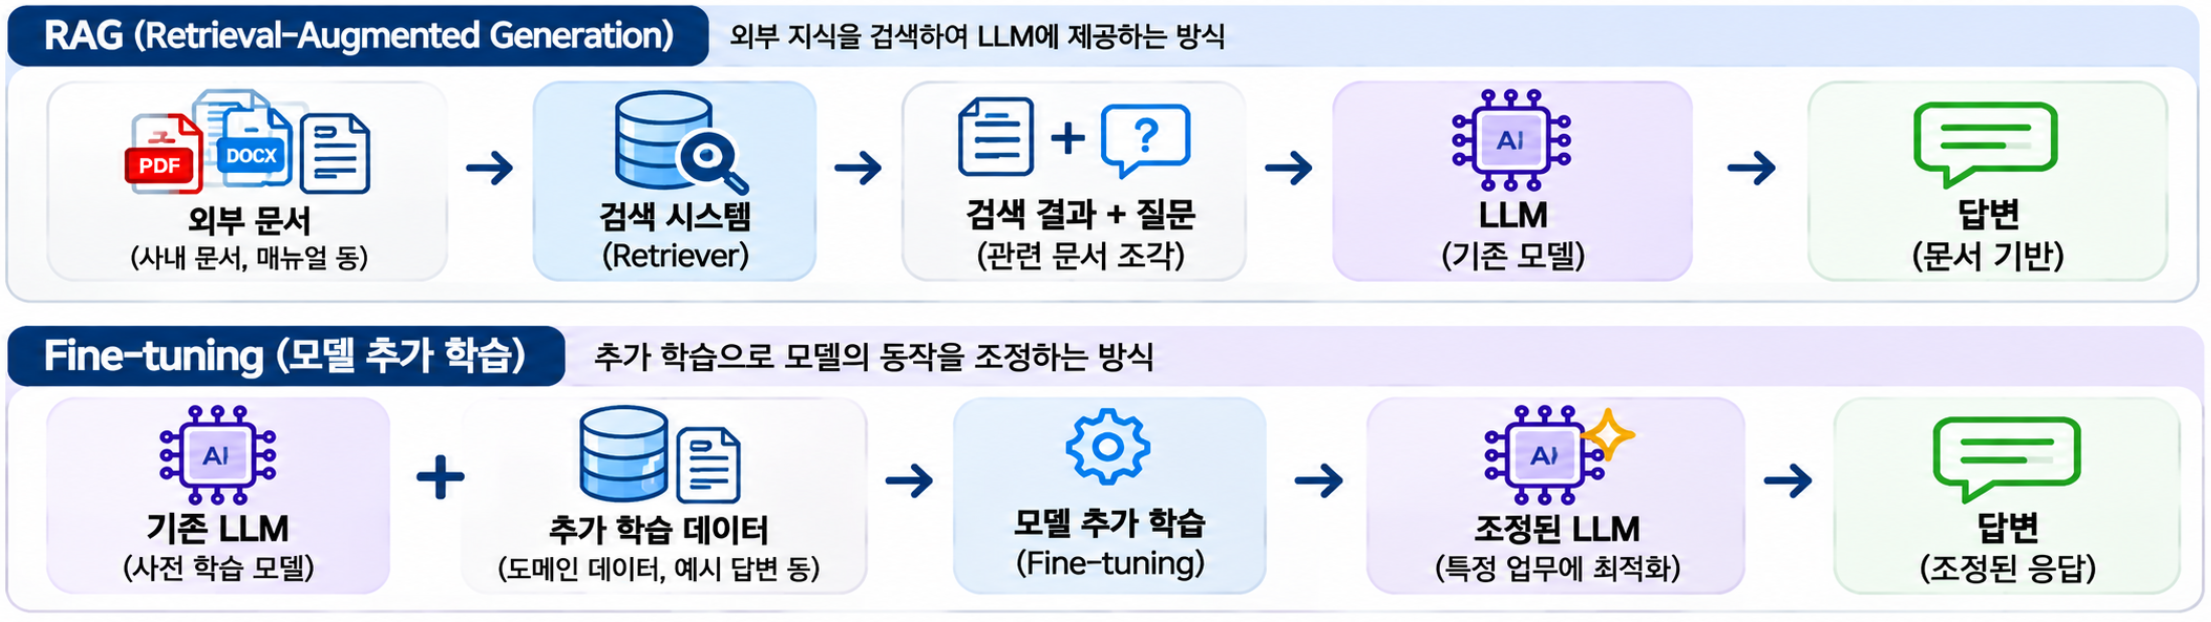 RAG (Retrieval-Augmented Generation)
외부 지식을 검색하여 LLM에 제공하는 방식
PDF
DOCX
외부 문서
(사내 문서, 매뉴얼 동)
검색 시스템
(Retriever)
+
?
검색 결과 + 질문
(관련 문서 조각)
AI
LLM
(기존 모델)
답변
(문서 기반)
Fine-tuning (모델 추가 학습)
추가 학습으로 모델의 동작을 조정하는 방식
AI
기존 LLM
(사전 학습 모델)
+
추가 학습 데이터
(도메인 데이터, 예시 답변 동)
모델 추가 학습
(Fine-tuning)
AI
조정된 LLM
(특정 업무에 최적화)
답변
(조정된 응답)